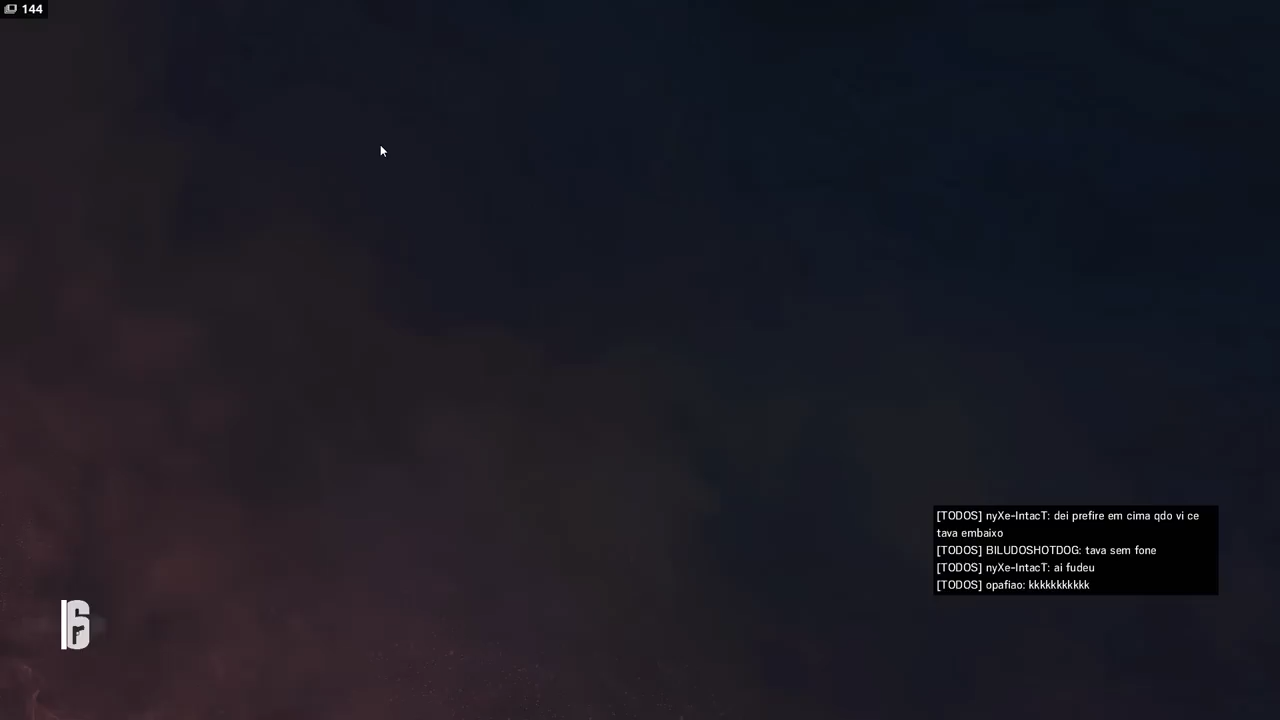 144
[TODOS] nyXe-IntacT: dei prefire em cima qdo vi ce
tava embaixo
[TODOS] BILUDOSHOTDOG: tava sem fone
[TODOS] nyXe-IntacT: ai fudeu
[TODOS] opafiao: kkkkkkkkkkk
6